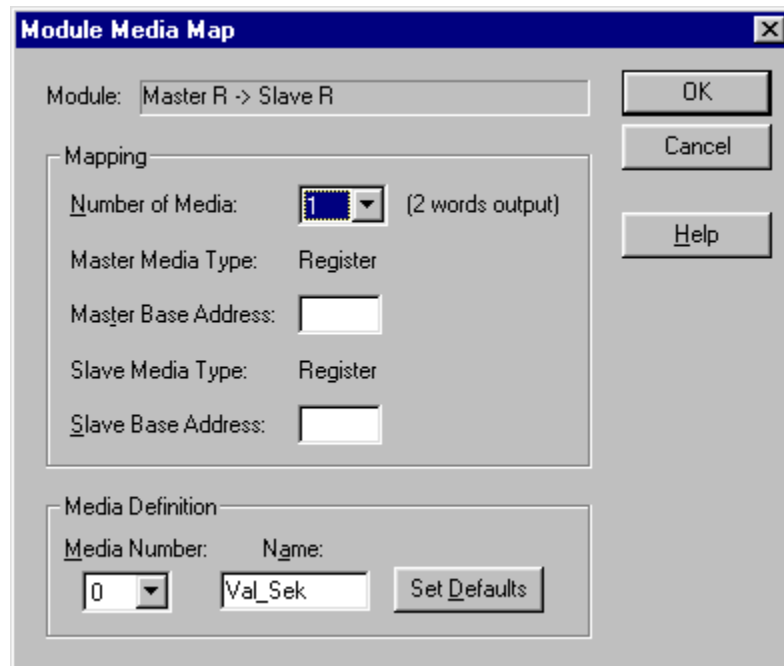 Module Media Map
Module: Master R -> Slave R
OK
Cancel
Help
Mapping
Number of Media: 1 (2 words output)
Master Media Type: Register
Master Base Address:
Slave Media Type: Register
Slave Base Address:
Media Definition
Media Number: Name:
0 Val_Sek Set Defaults